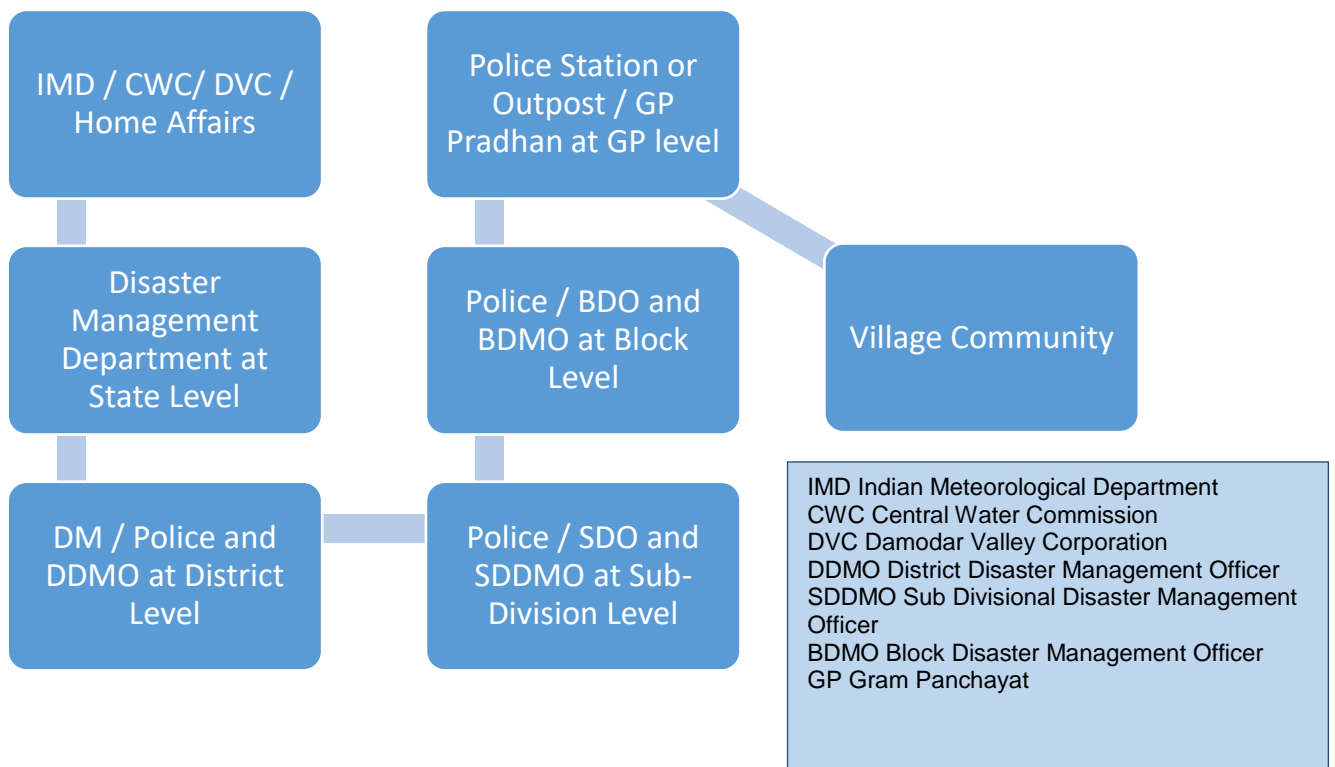 IMD / CWC/ DVC /
Home Affairs
Disaster
Management
Department at
State Level
DM / Police and
DDMO at District
Level
Police / SDO and
SDDMO at Sub-
Division Level
Police / BDO and
BDMO at Block
Level
Police Station or
Outpost / GP
Pradhan at GP level
Village Community
IMD Indian Meteorological Department
CWC Central Water Commission
DVC Damodar Valley Corporation
DDMO District Disaster Management Officer
SDDMO Sub Divisional Disaster Management
Officer
BDMO Block Disaster Management Officer
GP Gram Panchayat